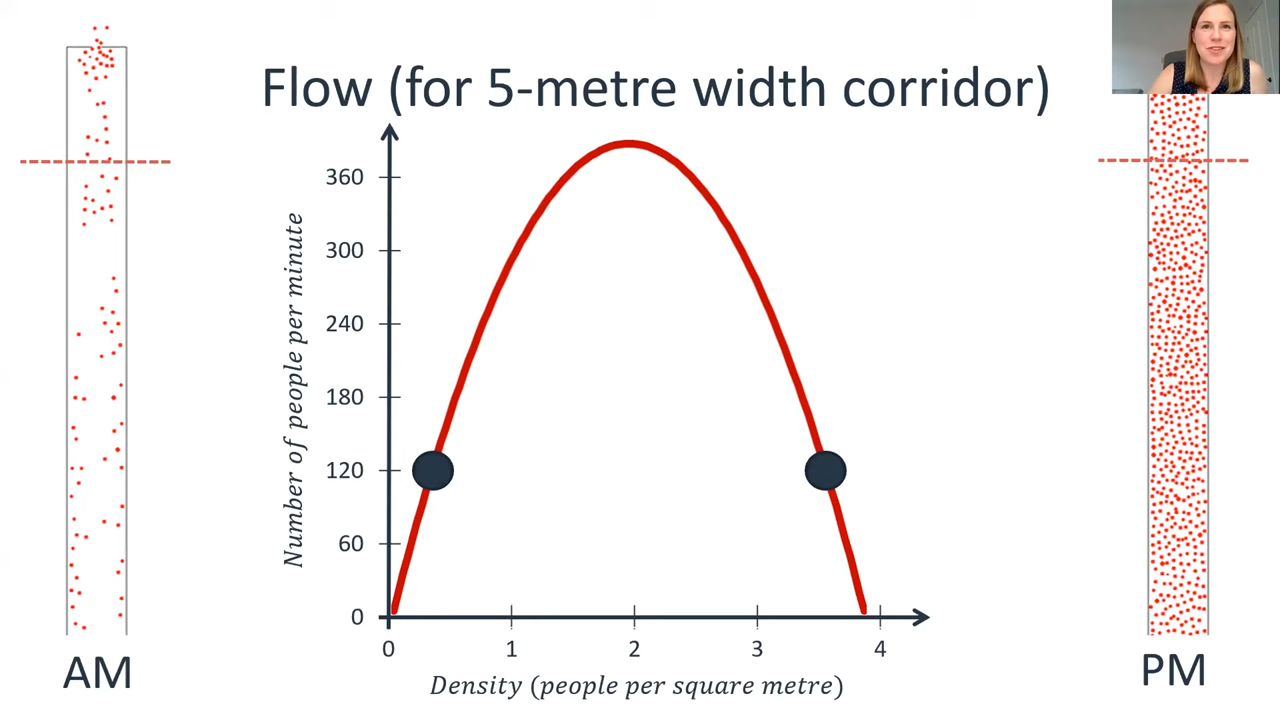 Flow (for 5-metre width corridor)
Number of people per minute
360
300
240
180
120
60
0
0 1 2 3 4
Density (people per square metre)
AM
PM